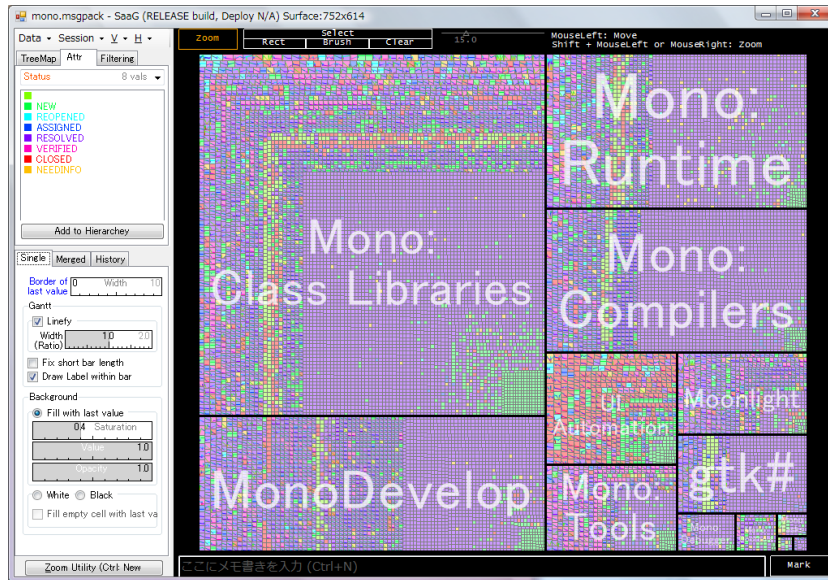 mono.msgpack - SaaG (RELEASE build, Deploy N/A) Surface:752x614
Data Session V H
TreeMap Attr Filtering
Status 8 vals
NEW
REOPENED
ASSIGNED
RESOLVED
VERIFIED
CLOSED
NEEDINFO
Add to Hierarchey
Single Merged History
Border of last value 0 Width 10
Gantt
Linefy
Width (Ratio) 1.0 2.0
Fix short bar length
Draw Label within bar
Background
Fill with last value
0.4 Saturation
Value 1.0
Opacity 1.0
White Black
Fill empty cell with last va
Zoom Utility (Ctrl: New
Zoom
Select
Rect Brush Clear
15.0
MouseLeft: Move
Shift + MouseLeft or MouseRight: Zoom
Mono:
Class Libraries
Mono:
Runtime
Mono:
Compilers
MonoDevelop
UI
Automation
Moonlight
gtk#
Mono:
Tools
ここにメモ書きを入力 (Ctrl+N)
Mark